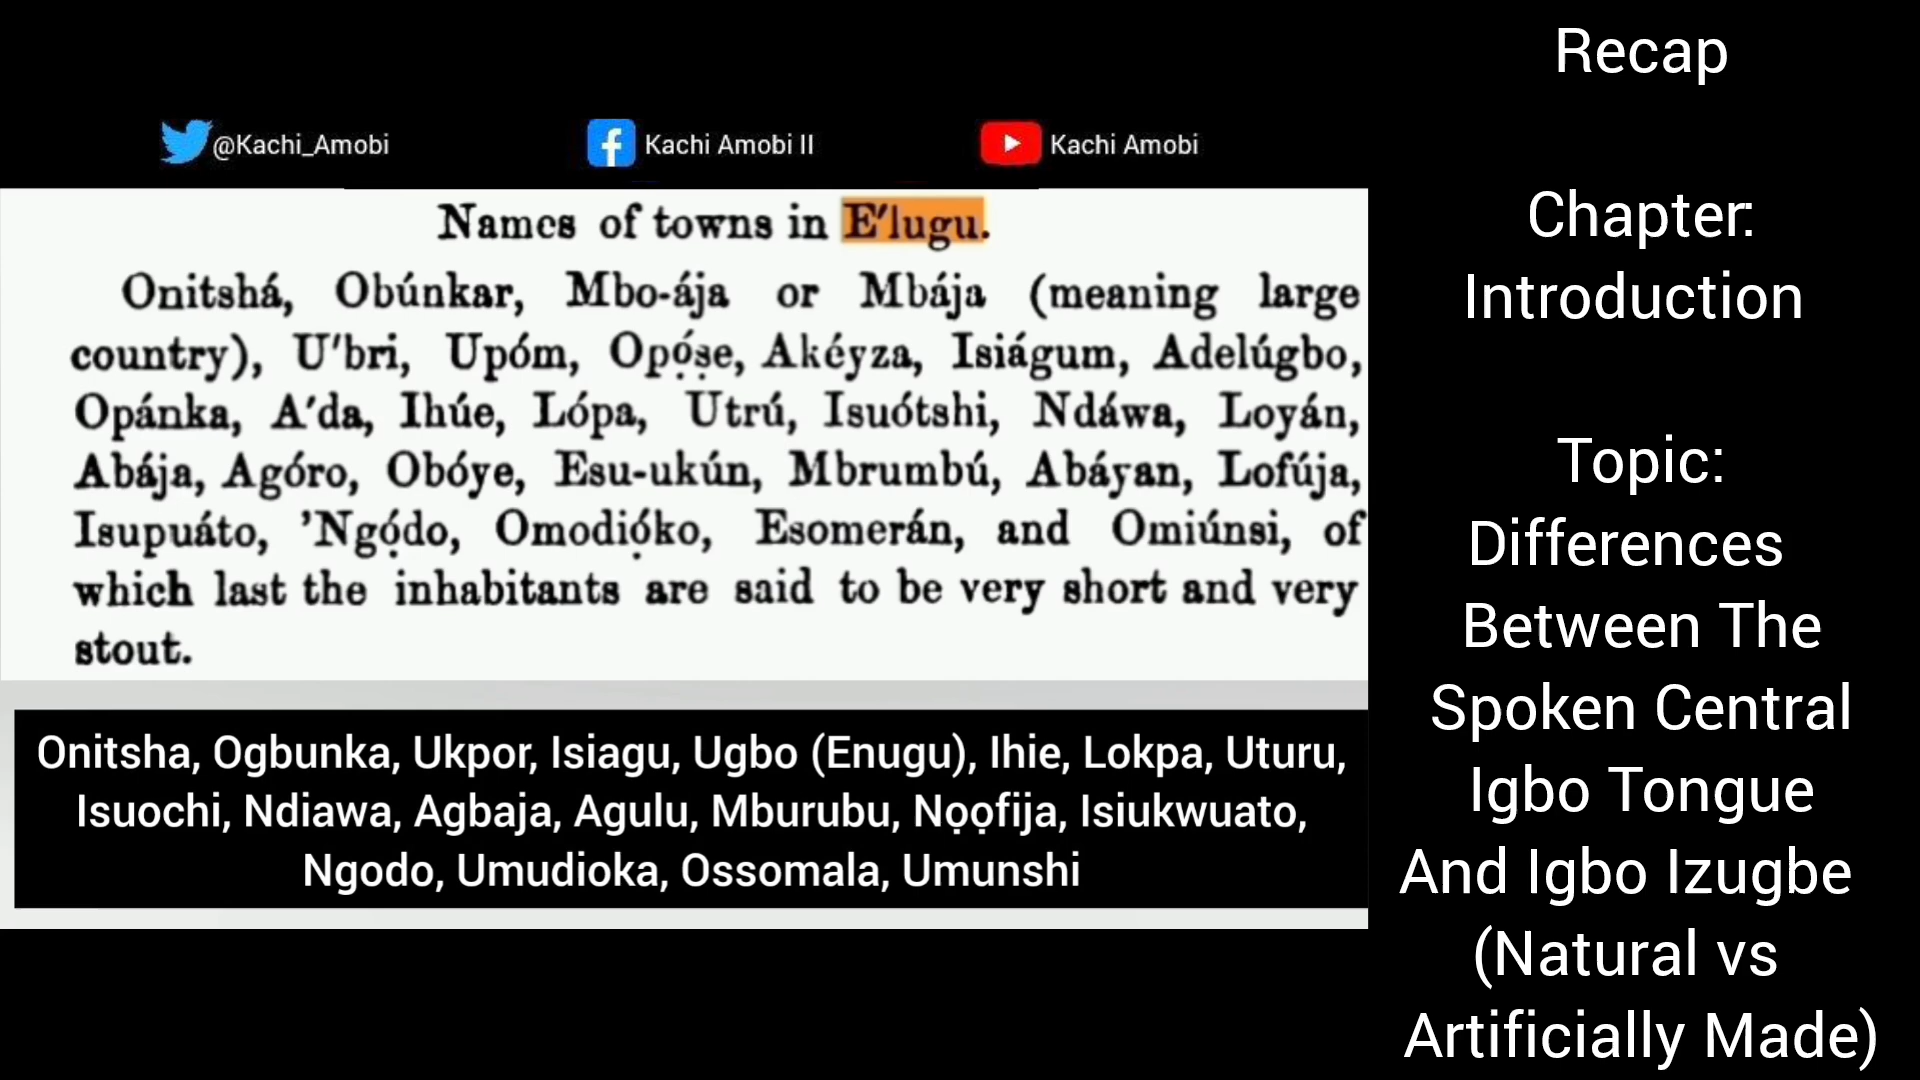 @Kachi_Amobi
Kachi Amobi II
Kachi Amobi
Names of towns in E′lugu.
Onitshá, Obúnkar, Mbo-ája or Mbája (meaning large
country), U′bri, Upóm, Opọ́ṣe, Akéyza, Isiágum, Adelúgbo,
Opánka, A′da, Ihúe, Lópa, Utrú, Isuótshi, Ndáwa, Loyán,
Abája, Agóro, Obóye, Esu-ukún, Mbrumbú, Abáyan, Lofúja,
Isupuáto, ’Ngọ́do, Omodiọ́ko, Esomerán, and Omiúnsi, of
which last the inhabitants are said to be very short and very
stout.
Onitsha, Ogbunka, Ukpor, Isiagu, Ugbo (Enugu), Ihie, Lokpa, Uturu,
Isuochi, Ndiawa, Agbaja, Agulu, Mburubu, Nọọfija, Isiukwuato,
Ngodo, Umudioka, Ossomala, Umunshi
Recap
Chapter:
Introduction
Topic:
Differences
Between The
Spoken Central
Igbo Tongue
And Igbo Izugbe
(Natural vs
Artificially Made)